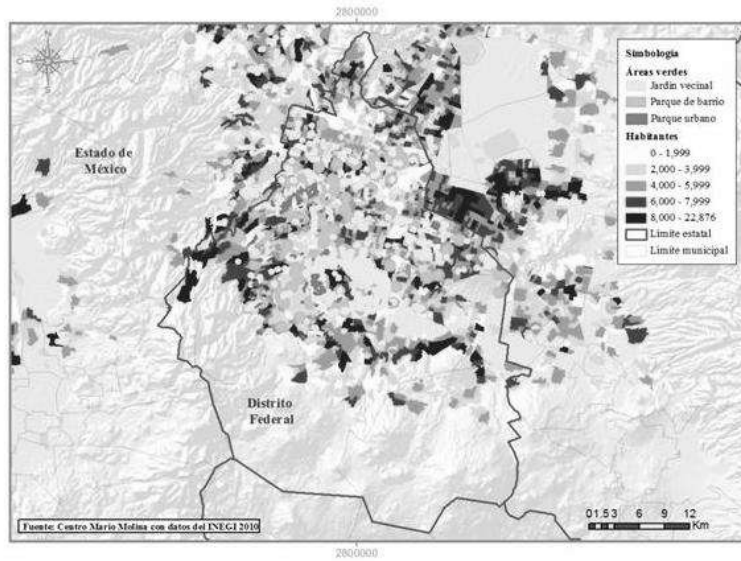 2800000
Simbología
Áreas verdes
Jardín vecinal
Parque de barrio
Parque urbano
Habitantes
0 - 1,999
2,000 - 3,999
4,000 - 5,999
6,000 - 7,999
8,000 - 22,876
Límite estatal
Límite municipal
Estado de
México
Distrito
Federal
Fuente: Centro Mario Molina con datos del INEGI 2010
0 1.5 3 6 9 12
Km
2800000